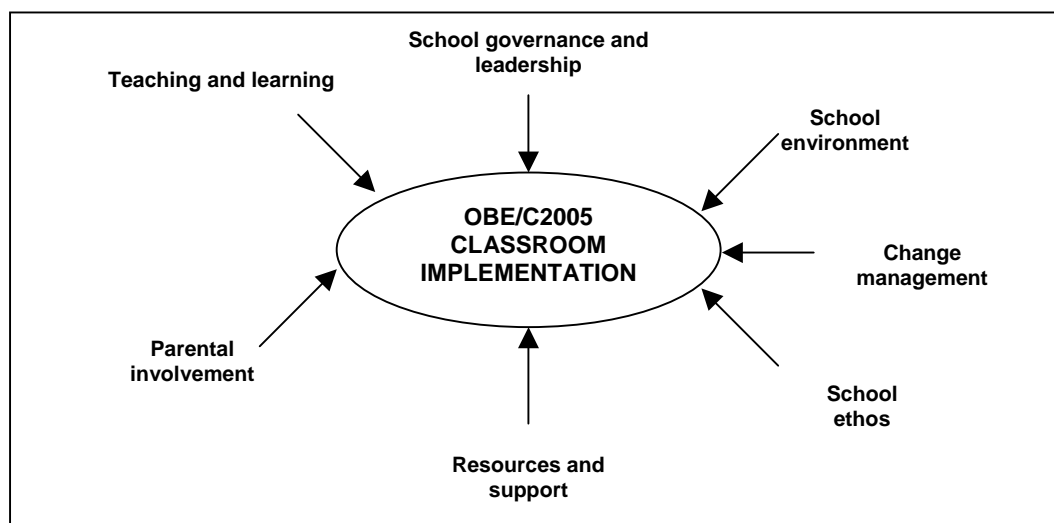 School governance and
leadership
Teaching and learning
School
environment
OBE/C2005
CLASSROOM
IMPLEMENTATION
Change
management
Parental
involvement
School
ethos
Resources and
support